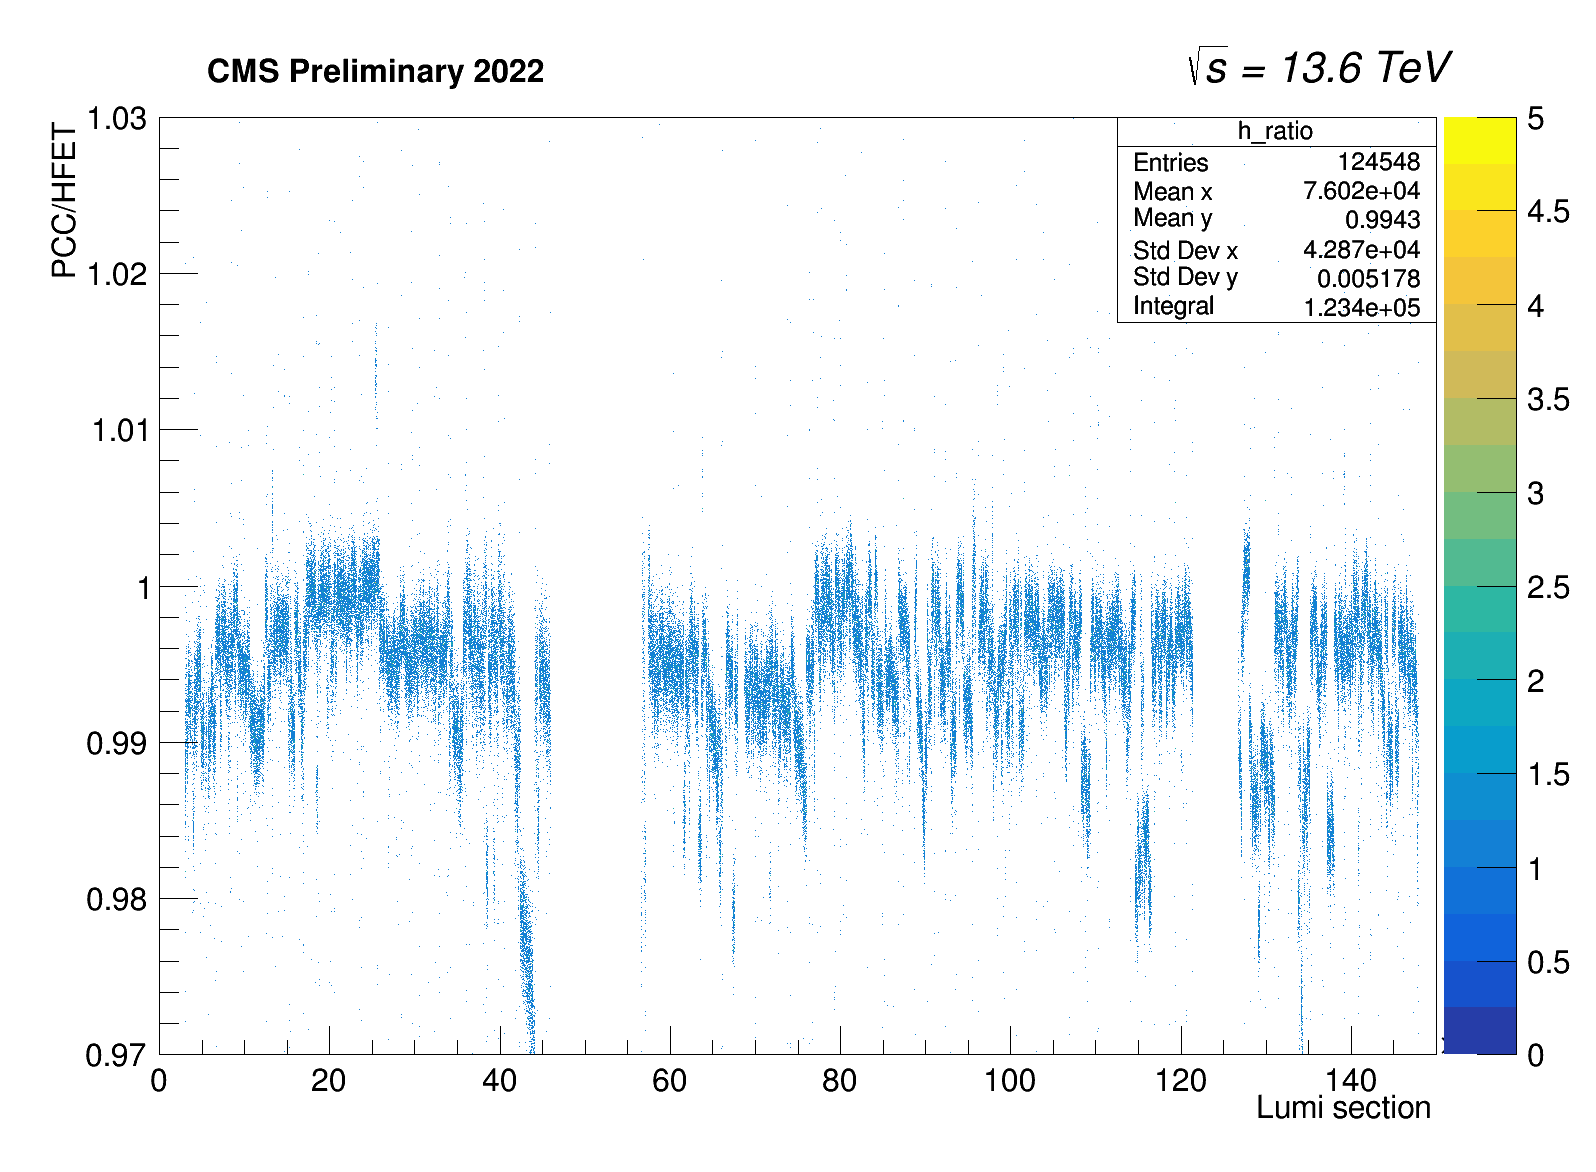 CMS Preliminary 2022
√s = 13.6 TeV
PCC/HFET
1.03
1.02
1.01
1
0.99
0.98
0.97
h_ratio
Entries 124548
Mean x 7.602e+04
Mean y 0.9943
Std Dev x 4.287e+04
Std Dev y 0.005178
Integral 1.234e+05
5
4.5
4
3.5
3
2.5
2
1.5
1
0.5
0
0 20 40 60 80 100 120 140
Lumi section